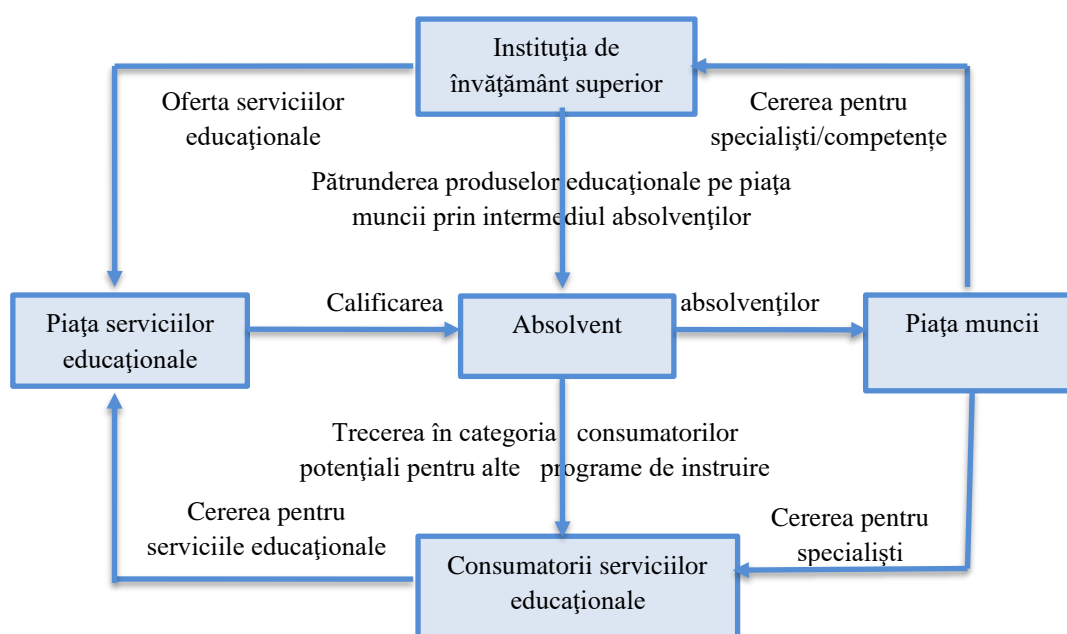 Instituţia de
învăţământ superior
Oferta serviciilor
educaţionale
Cererea pentru
specialişti/competențe
Pătrunderea produselor educaţionale pe piaţa
muncii prin intermediul absolvenţilor
Piaţa serviciilor
educaţionale
Calificarea
Absolvent
absolvenţilor
Piaţa muncii
Trecerea în categoria consumatorilor
potenţiali pentru alte programe de instruire
Cererea pentru
serviciile educaţionale
Cererea pentru
specialişti
Consumatorii serviciilor
educaţionale